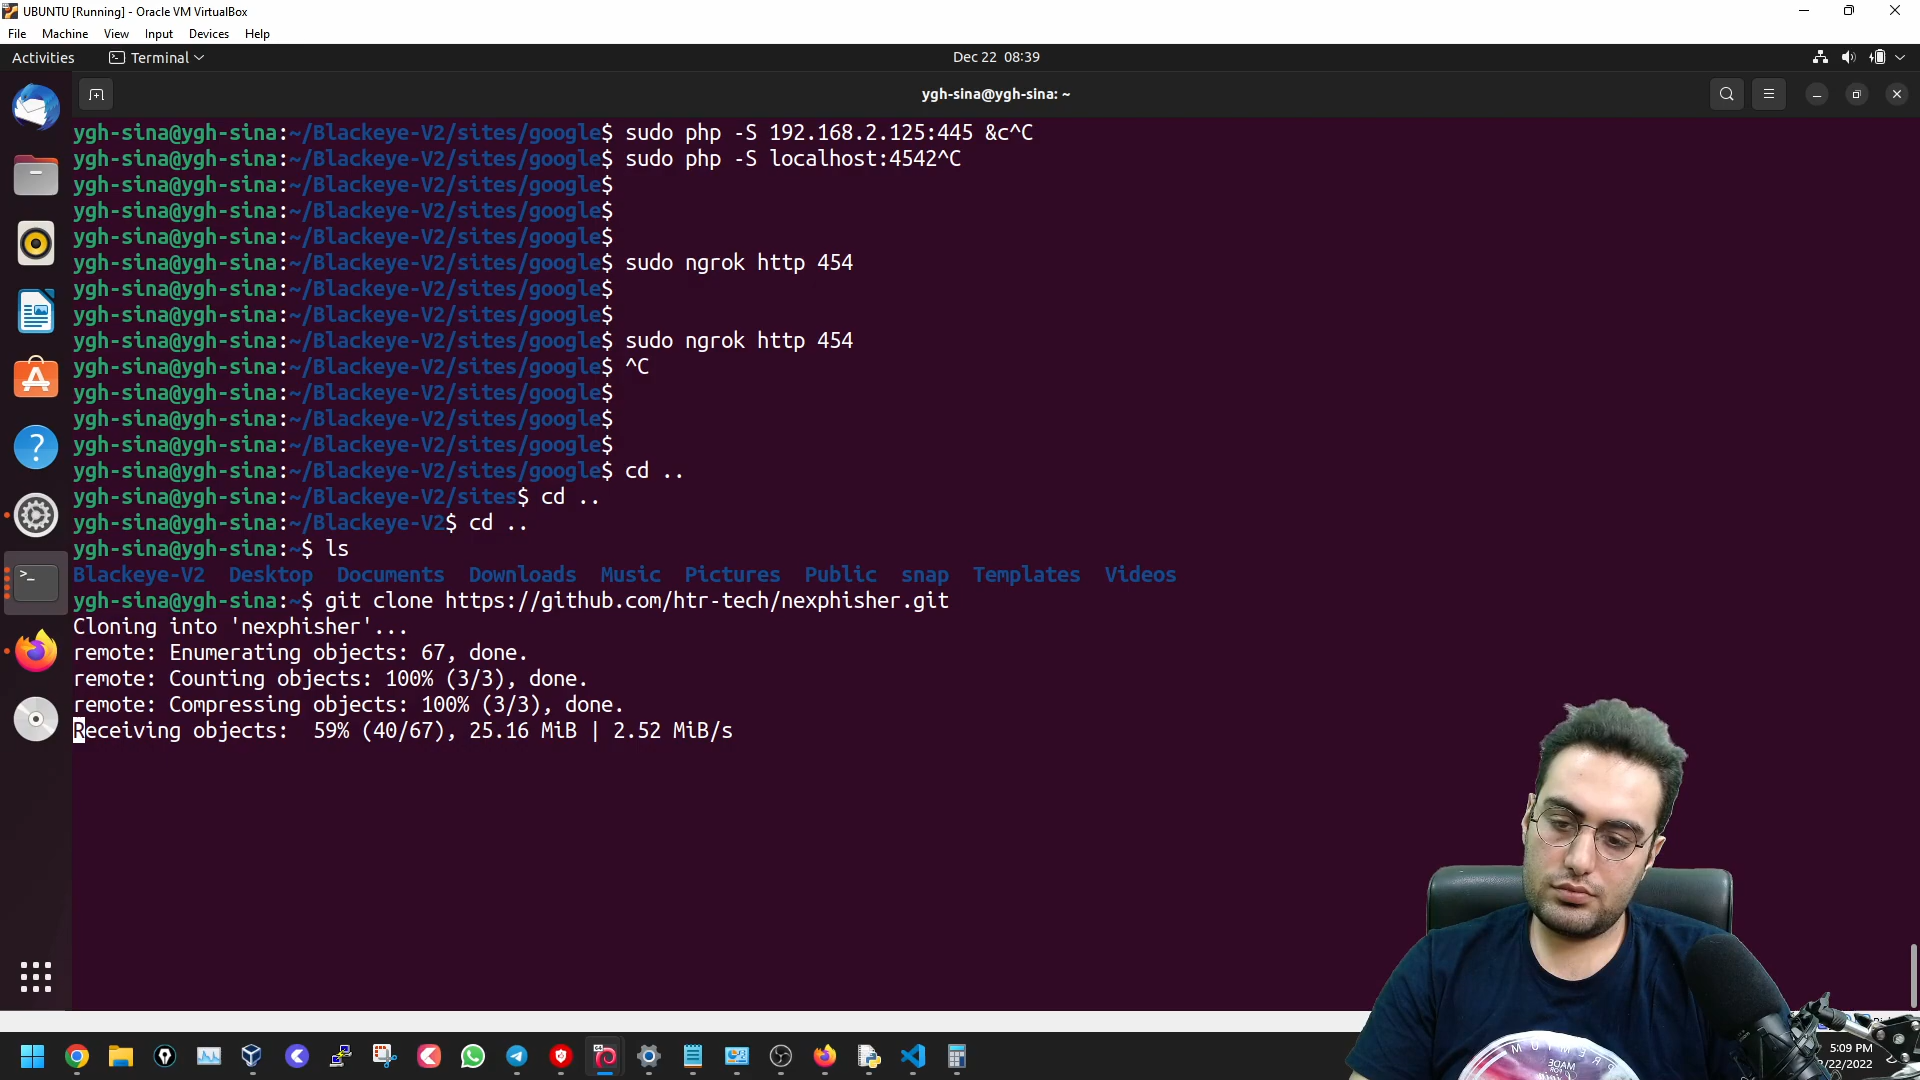 UBUNTU [Running] - Oracle VM VirtualBox
File Machine View Input Devices Help
Activities Terminal Dec 22 08:39
ygh-sina@ygh-sina: ~
ygh-sina@ygh-sina:~/Blackeye-V2/sites/google$ sudo php -S 192.168.2.125:445 &c^C
ygh-sina@ygh-sina:~/Blackeye-V2/sites/google$ sudo php -S localhost:4542^C
ygh-sina@ygh-sina:~/Blackeye-V2/sites/google$
ygh-sina@ygh-sina:~/Blackeye-V2/sites/google$
ygh-sina@ygh-sina:~/Blackeye-V2/sites/google$
ygh-sina@ygh-sina:~/Blackeye-V2/sites/google$ sudo ngrok http 454
ygh-sina@ygh-sina:~/Blackeye-V2/sites/google$
ygh-sina@ygh-sina:~/Blackeye-V2/sites/google$
ygh-sina@ygh-sina:~/Blackeye-V2/sites/google$ sudo ngrok http 454
ygh-sina@ygh-sina:~/Blackeye-V2/sites/google$ ^C
ygh-sina@ygh-sina:~/Blackeye-V2/sites/google$
ygh-sina@ygh-sina:~/Blackeye-V2/sites/google$
ygh-sina@ygh-sina:~/Blackeye-V2/sites/google$
ygh-sina@ygh-sina:~/Blackeye-V2/sites/google$ cd ..
ygh-sina@ygh-sina:~/Blackeye-V2/sites$ cd ..
ygh-sina@ygh-sina:~/Blackeye-V2$ cd ..
ygh-sina@ygh-sina:~$ ls
Blackeye-V2 Desktop Documents Downloads Music Pictures Public snap Templates Videos
ygh-sina@ygh-sina:~$ git clone https://github.com/htr-tech/nexphisher.git
Cloning into 'nexphisher'...
remote: Enumerating objects: 67, done.
remote: Counting objects: 100% (3/3), done.
remote: Compressing objects: 100% (3/3), done.
Receiving objects: 59% (40/67), 25.16 MiB | 2.52 MiB/s
5:09 PM
/22/2022